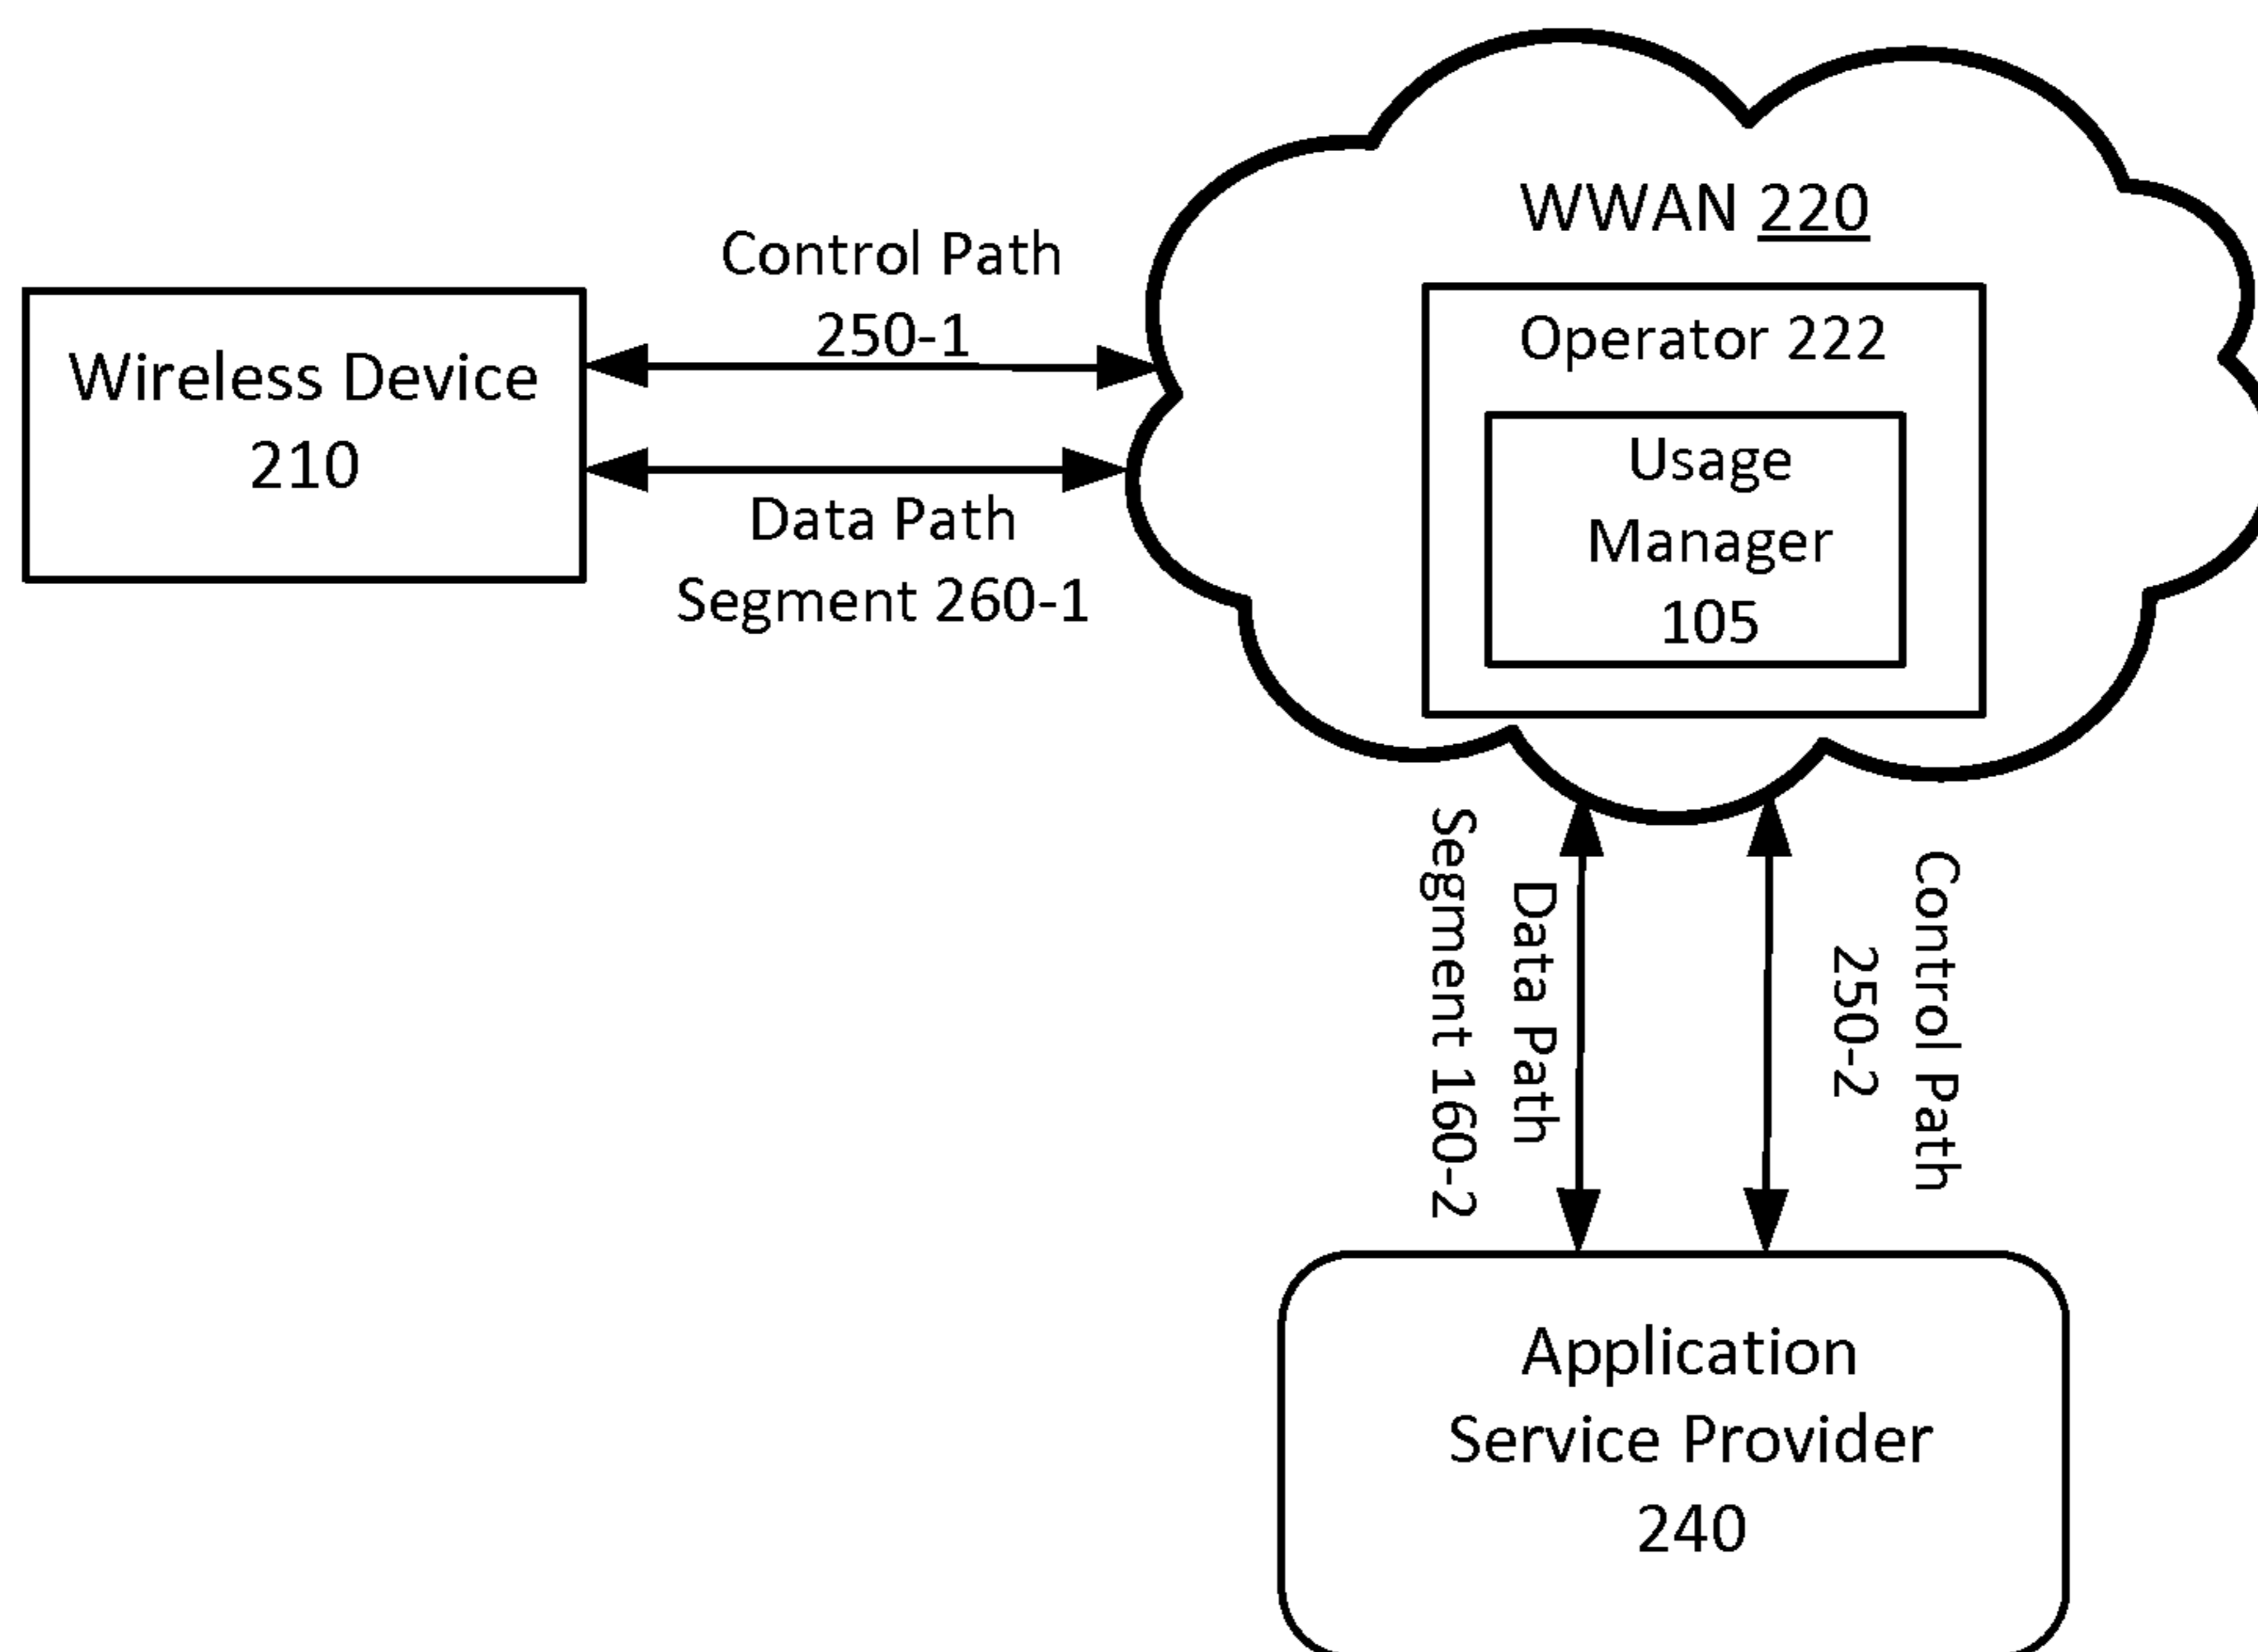 WWAN 220
Control Path
250-1
Wireless Device
210
Data Path
Segment 260-1
Operator 222
Usage
Manager
105
Data Path
Segment 160-2
Control Path
250-2
Application
Service Provider
240